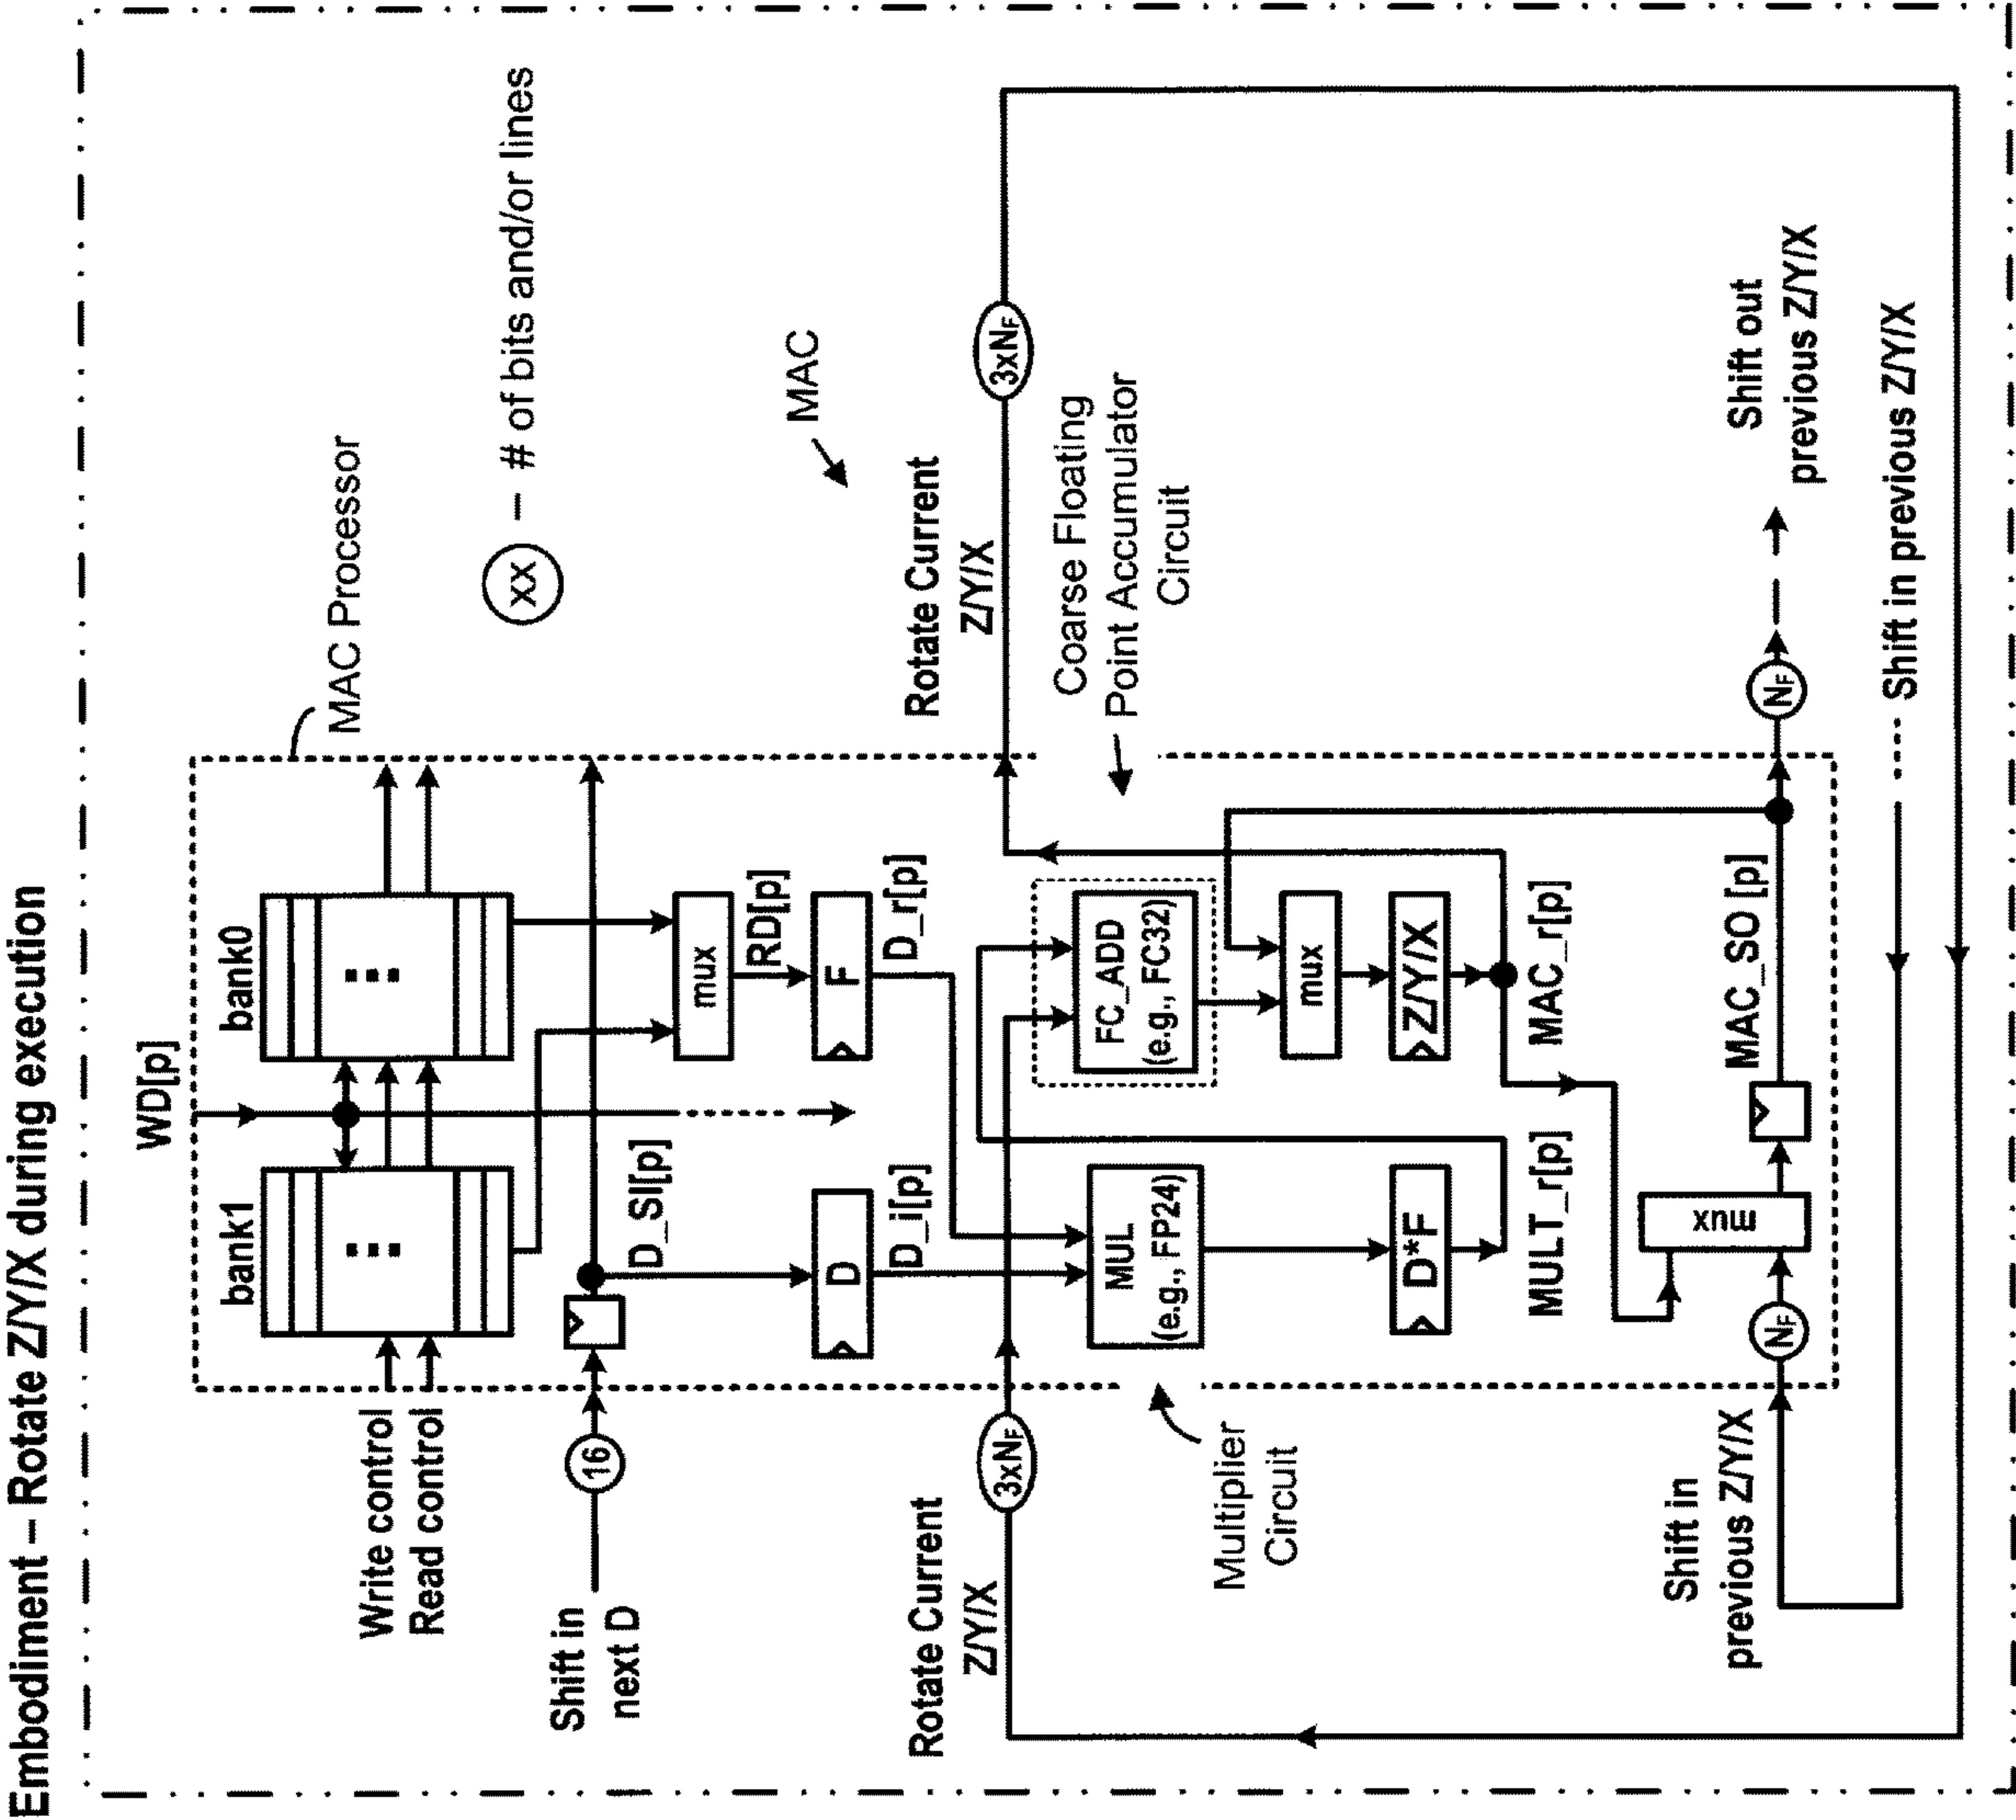 Embodiment – Rotate Z/Y/X during execution
WD[p]
bank1
bank0
Write control
Read control
MAC Processor
XX – # of bits and/or lines
Shift in
next D
16
D_SI[p]
mux
RD[p]
D
F
D_i[p]
D_r[p]
Rotate Current
Z/Y/X
3xNF
Rotate Current
Z/Y/X
3xNF
MAC
MUL
(e.g., FP24)
FC_ADD
(e.g., FC32)
Coarse Floating
Point Accumulator
Circuit
Multiplier
Circuit
mux
D*F
Z/Y/X
MULT_r[p]
MAC_r[p]
Shift in
previous Z/Y/X
NF
mux
MAC_SO [p]
NF
Shift out
previous Z/Y/X
Shift in previous Z/Y/X